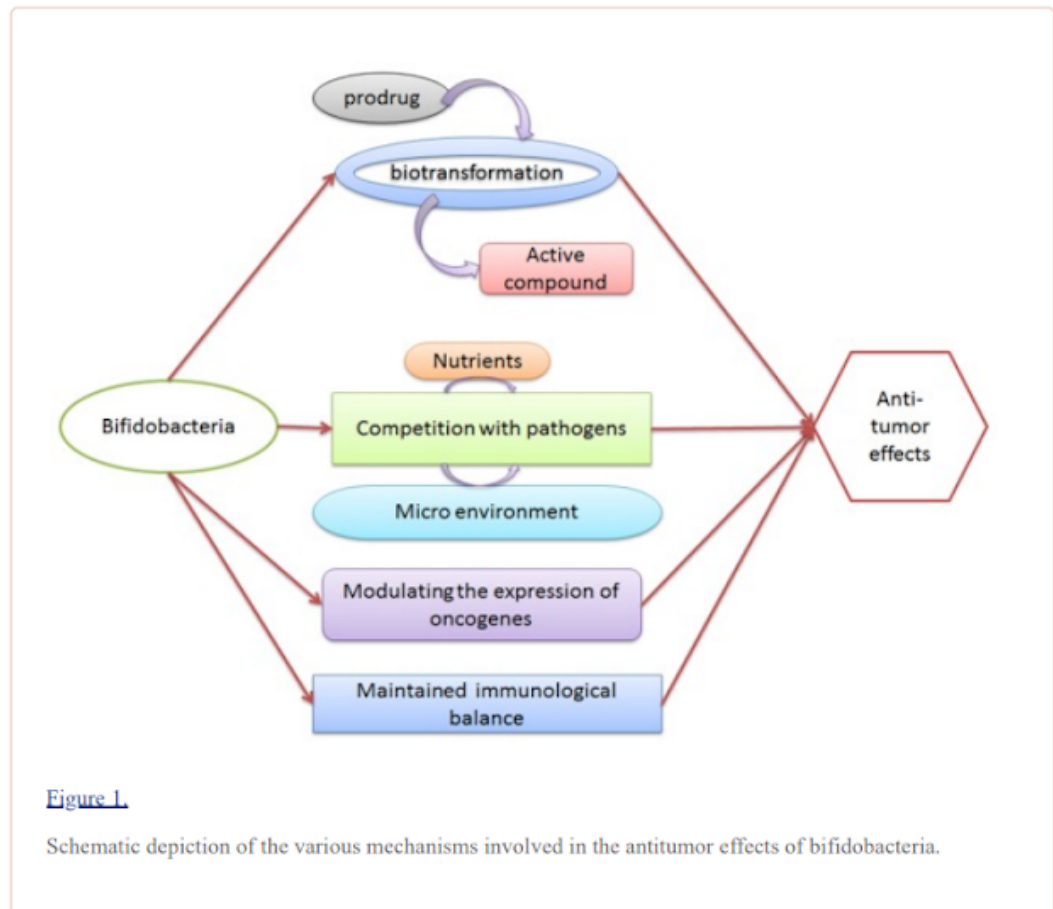 prodrug
biotransformation
Active
compound
Nutrients
Bifidobacteria
Competition with pathogens
Anti-
tumor
effects
Micro environment
Modulating the expression of
oncogenes
Maintained immunological
balance
Figure 1.
Schematic depiction of the various mechanisms involved in the antitumor effects of bifidobacteria.